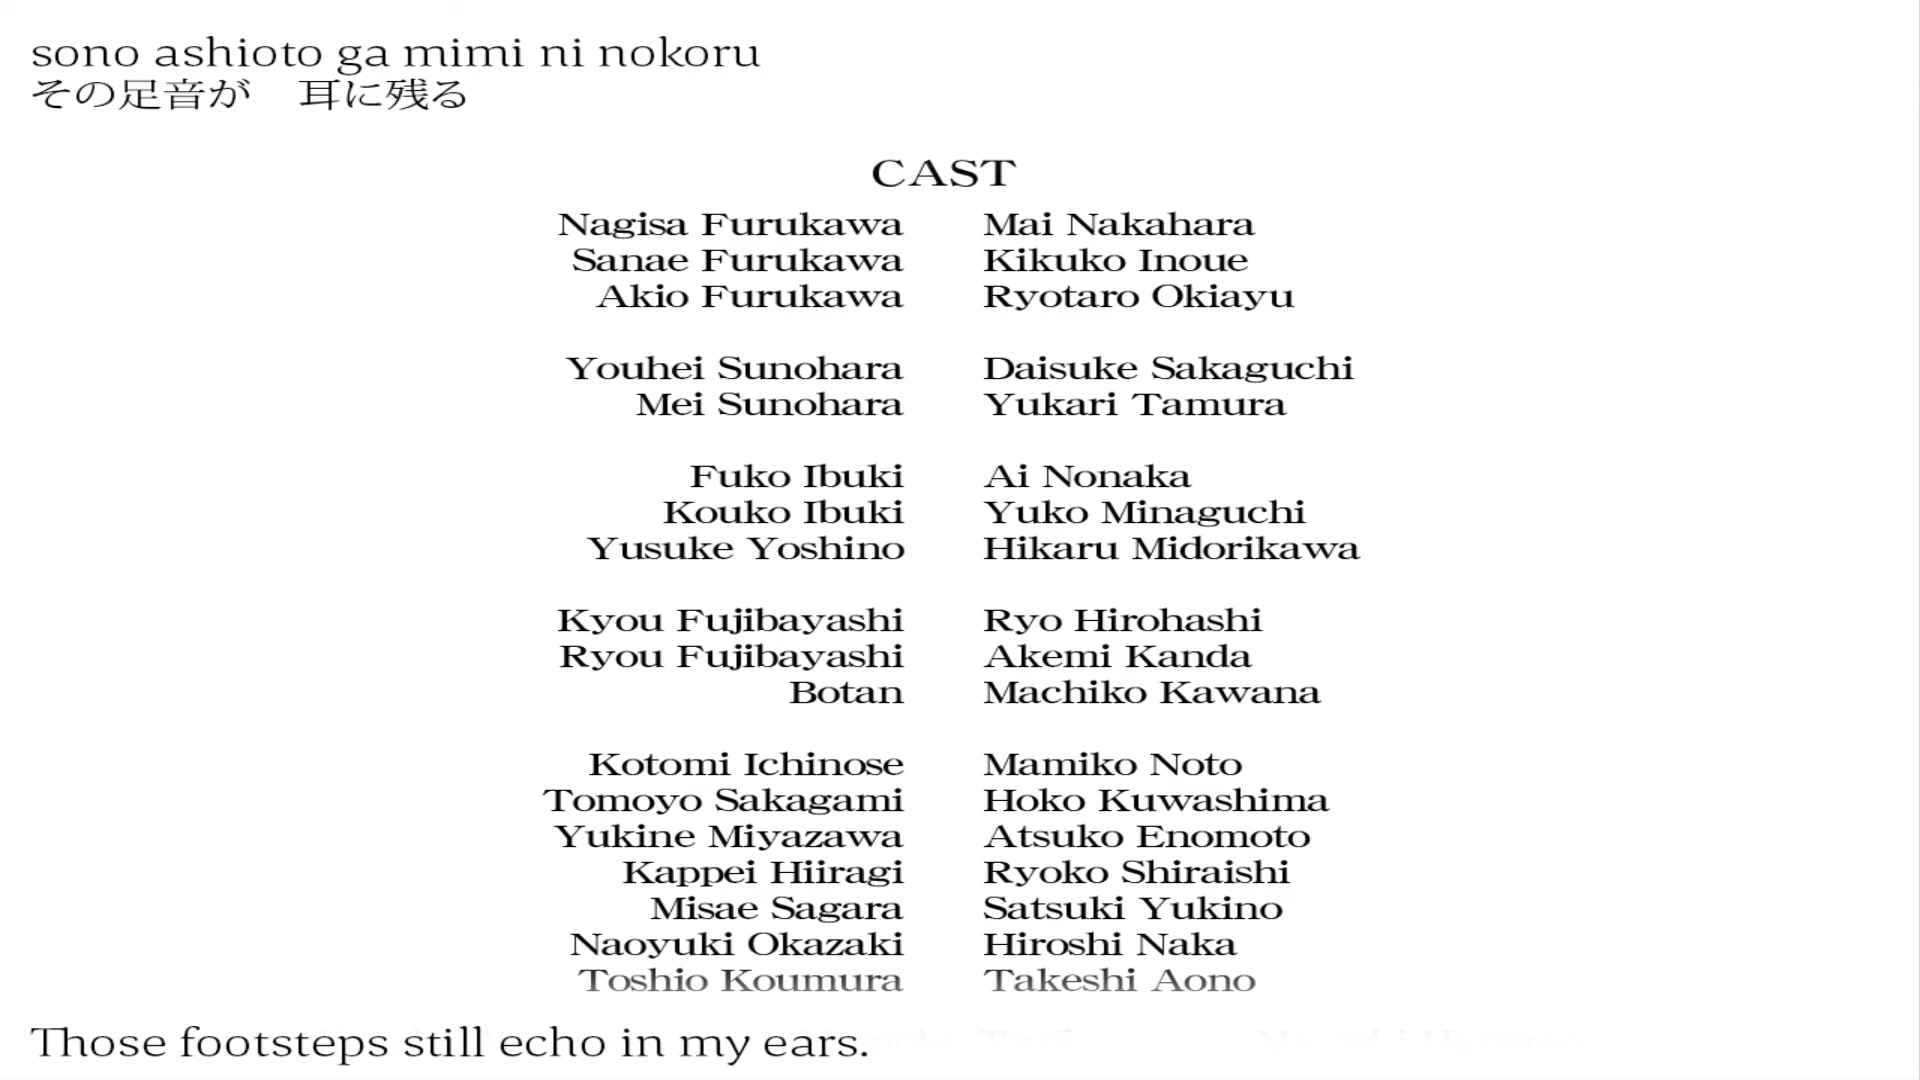 sono ashioto ga mimi ni nokoru
その足音が　耳に残る
CAST
Nagisa Furukawa Mai Nakahara
Sanae Furukawa Kikuko Inoue
Akio Furukawa Ryotaro Okiayu
Youhei Sunohara Daisuke Sakaguchi
Mei Sunohara Yukari Tamura
Fuko Ibuki Ai Nonaka
Kouko Ibuki Yuko Minaguchi
Yusuke Yoshino Hikaru Midorikawa
Kyou Fujibayashi Ryo Hirohashi
Ryou Fujibayashi Akemi Kanda
Botan Machiko Kawana
Kotomi Ichinose Mamiko Noto
Tomoyo Sakagami Hoko Kuwashima
Yukine Miyazawa Atsuko Enomoto
Kappei Hiiragi Ryoko Shiraishi
Misae Sagara Satsuki Yukino
Naoyuki Okazaki Hiroshi Naka
Toshio Koumura Takeshi Aono
Those footsteps still echo in my ears.